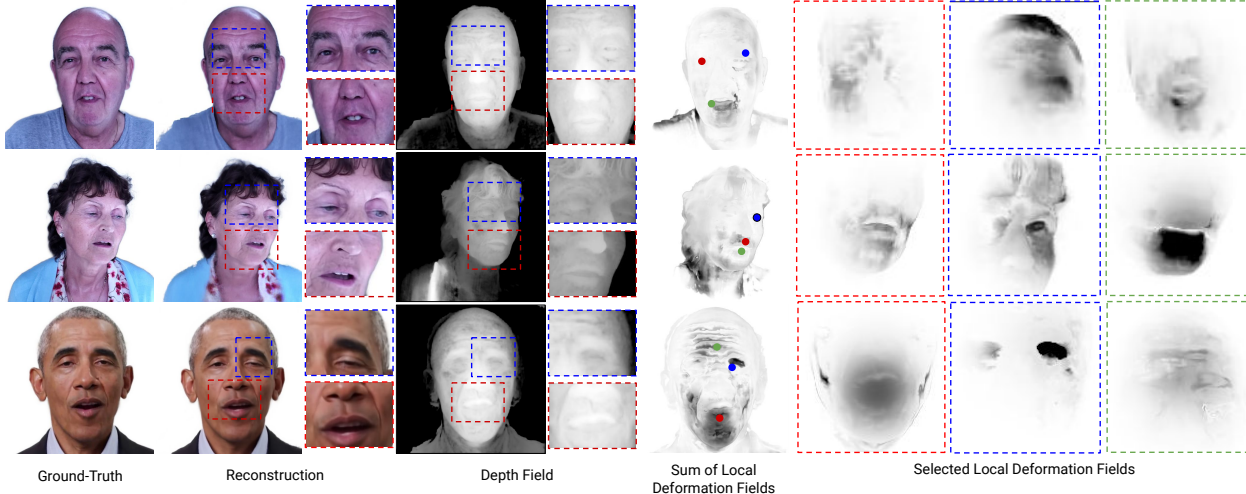 Ground-Truth
Reconstruction
Depth Field
Sum of Local
Deformation Fields
Selected Local Deformation Fields